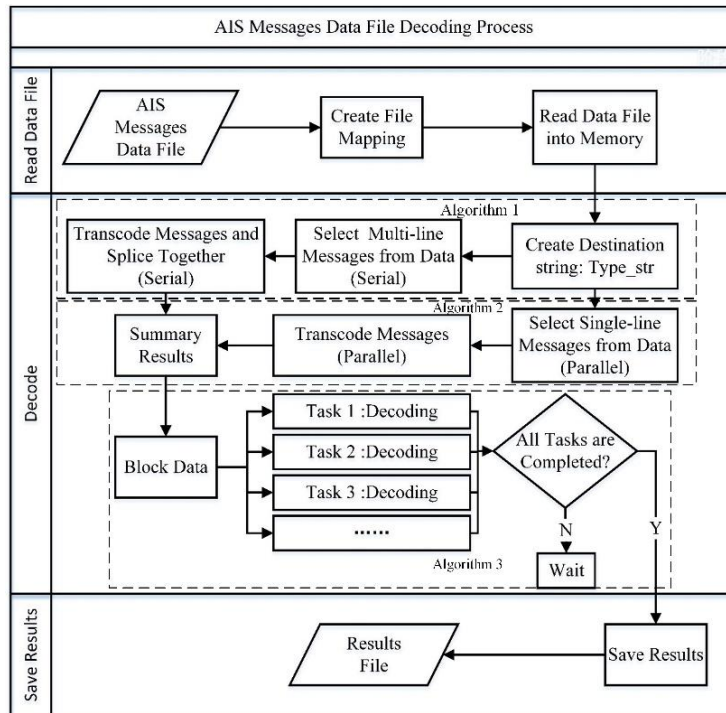 AIS Messages Data File Decoding Process
Read Data File
AIS
Messages
Data File
Create File
Mapping
Read Data File
into Memory
Decode
Algorithm 1
Transcode Messages and
Splice Together
(Serial)
Select Multi-line
Messages from Data
(Serial)
Create Destination
string: Type_str
Algorithm 2
Summary
Results
Transcode Messages
(Parallel)
Select Single-line
Messages from Data
(Parallel)
Block Data
Task 1 :Decoding
Task 2 :Decoding
Task 3 :Decoding
······
All Tasks are
Completed?
N
Y
Wait
Algorithm 3
Save Results
Results
File
Save Results